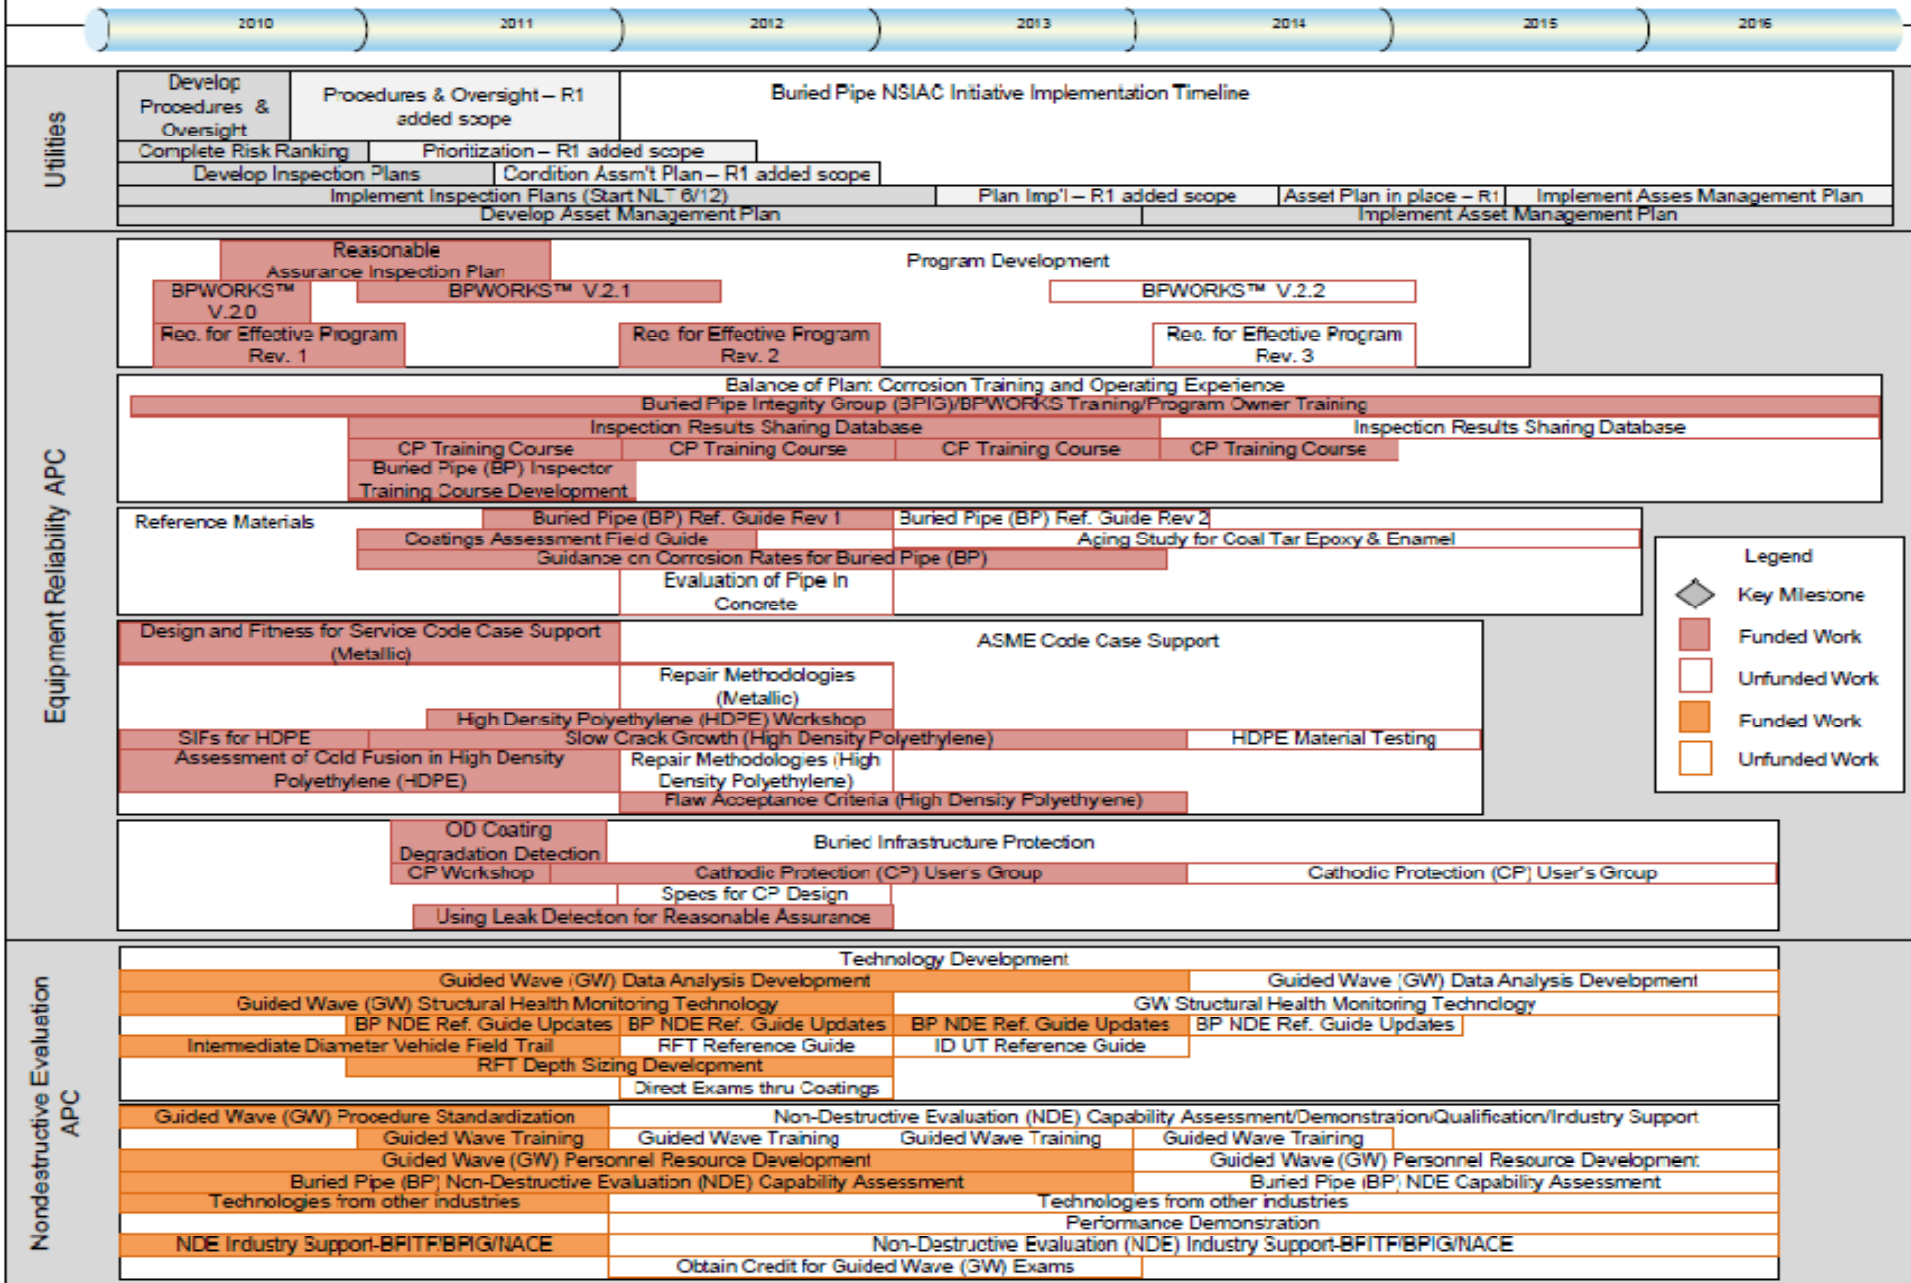 2010 2011 2012 2013 2014 2015 2016
Utilities
Develop
Procedures &
Oversight
Procedures & Oversight – R1
added scope
Buried Pipe NSIAC Initiative Implementation Timeline
Complete Risk Ranking
Prioritization – R1 added scope
Develop Inspection Plans
Condition Assm't Plan – R1 added scope
Implement Inspection Plans (Start NLT 6/12)
Plan Imp'l – R1 added scope
Asset Plan in place – R1
Implement Asses Management Plan
Develop Asset Management Plan
Implement Asset Management Plan
Equipment Reliability APC
Reasonable
Assurance Inspection Plan
Program Development
BPWORKS™
V.2.0
BPWORKS™ V.2.1
BPWORKS™ V.2.2
Rec. for Effective Program
Rev. 1
Rec. for Effective Program
Rev. 2
Rec. for Effective Program
Rev. 3
Balance of Plant Corrosion Training and Operating Experience
Buried Pipe Integrity Group (BPIG)/BPWORKS Training/Program Owner Training
Inspection Results Sharing Database
Inspection Results Sharing Database
CP Training Course
CP Training Course
CP Training Course
CP Training Course
Buried Pipe (BP) Inspector
Training Course Development
Reference Materials
Buried Pipe (BP) Ref. Guide Rev 1
Buried Pipe (BP) Ref. Guide Rev 2
Coatings Assessment Field Guide
Aging Study for Coal Tar Epoxy & Enamel
Guidance on Corrosion Rates for Buried Pipe (BP)
Evaluation of Pipe In
Concrete
Design and Fitness for Service Code Case Support
(Metallic)
ASME Code Case Support
Repair Methodologies
(Metallic)
High Density Polyethylene (HDPE) Workshop
SIFs for HDPE
Slow Crack Growth (High Density Polyethylene)
HDPE Material Testing
Assessment of Cold Fusion in High Density
Polyethylene (HDPE)
Repair Methodologies (High
Density Polyethylene)
Flaw Acceptance Criteria (High Density Polyethylene)
OD Coating
Degradation Detection
Buried Infrastructure Protection
CP Workshop
Cathodic Protection (CP) User's Group
Cathodic Protection (CP) User's Group
Specs for CP Design
Using Leak Detection for Reasonable Assurance
Legend
Key Milestone
Funded Work
Unfunded Work
Funded Work
Unfunded Work
Nondestructive Evaluation
APC
Technology Development
Guided Wave (GW) Data Analysis Development
Guided Wave (GW) Data Analysis Development
Guided Wave (GW) Structural Health Monitoring Technology
GW Structural Health Monitoring Technology
BP NDE Ref. Guide Updates
BP NDE Ref. Guide Updates
BP NDE Ref. Guide Updates
BP NDE Ref. Guide Updates
Intermediate Diameter Vehicle Field Trail
RFT Reference Guide
ID UT Reference Guide
RFT Depth Sizing Development
Direct Exams thru Coatings
Guided Wave (GW) Procedure Standardization
Non-Destructive Evaluation (NDE) Capability Assessment/Demonstration/Qualification/Industry Support
Guided Wave Training
Guided Wave Training
Guided Wave Training
Guided Wave Training
Guided Wave (GW) Personnel Resource Development
Guided Wave (GW) Personnel Resource Development
Buried Pipe (BP) Non-Destructive Evaluation (NDE) Capability Assessment
Buried Pipe (BP) NDE Capability Assessment
Technologies from other industries
Technologies from other industries
Performance Demonstration
NDE Industry Support-BPITF/BPIG/NACE
Non-Destructive Evaluation (NDE) Industry Support-BPITF/BPIG/NACE
Obtain Credit for Guided Wave (GW) Exams